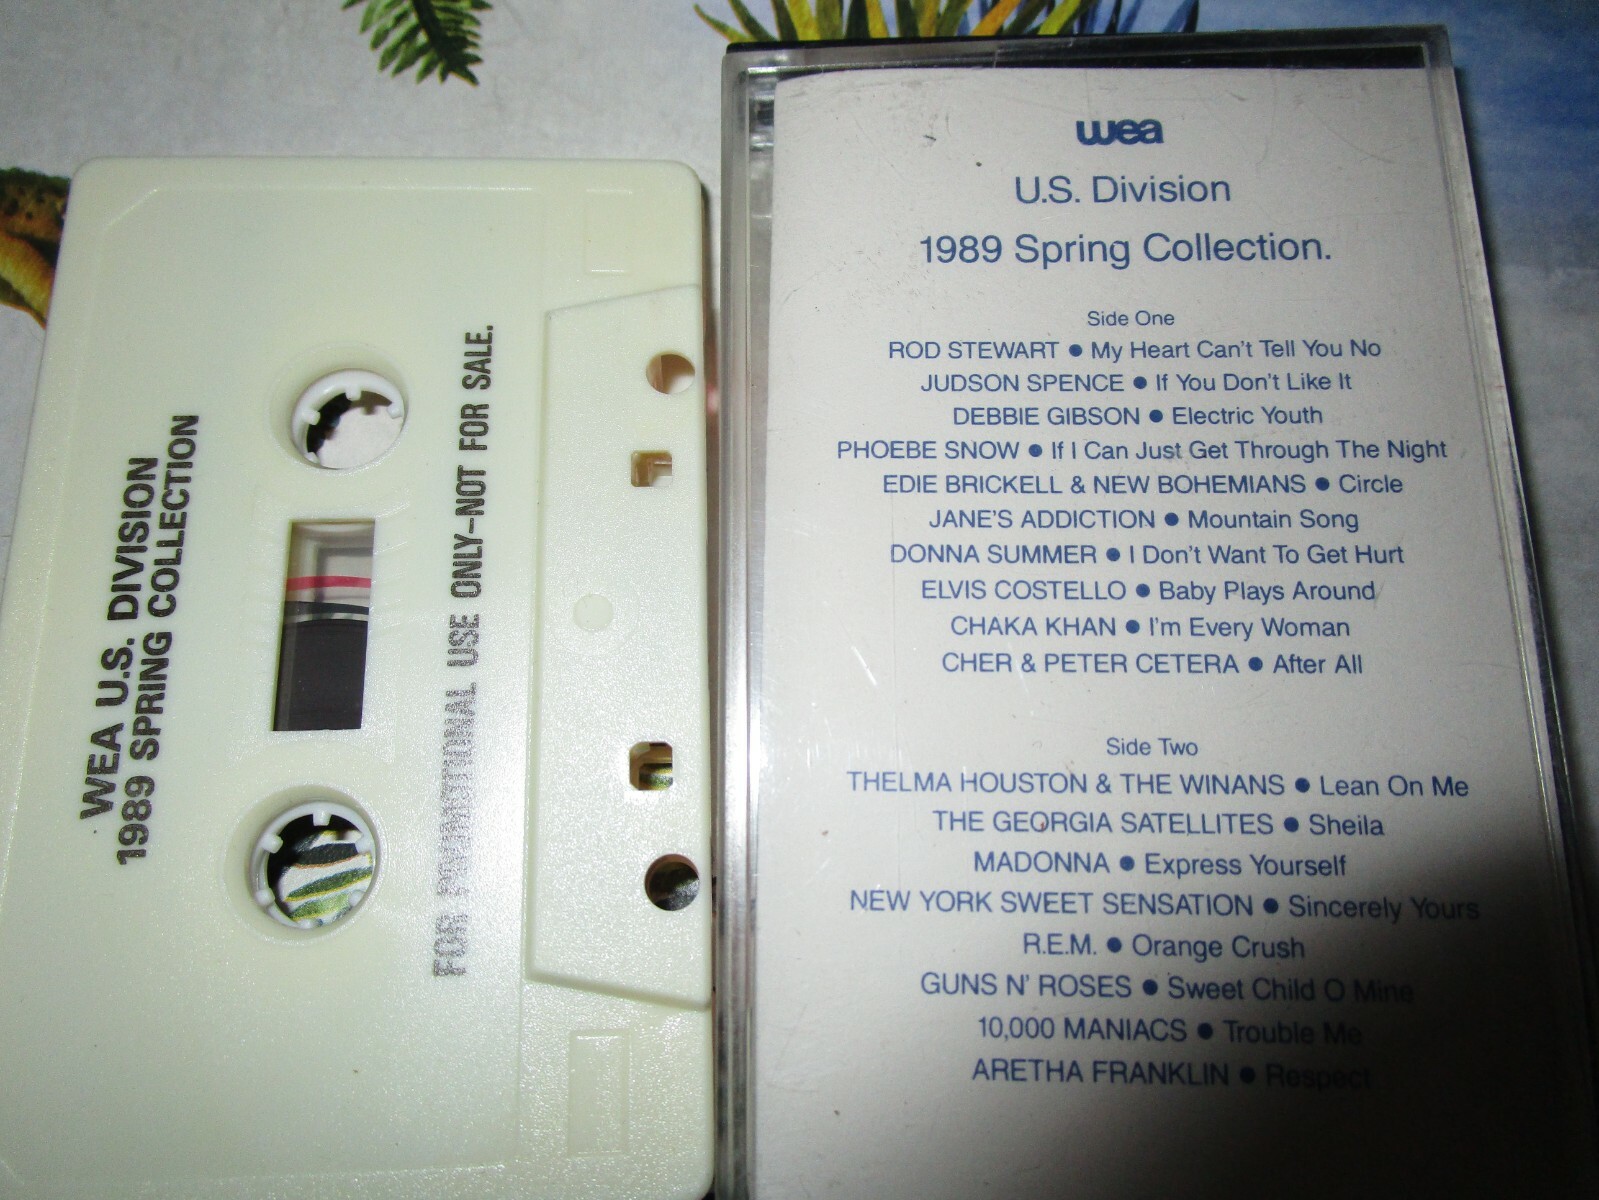 WEA U.S. DIVISION
1989 SPRING COLLECTION
FOR PROMOTIONAL USE ONLY-NOT FOR SALE.
wea
U.S. Division
1989 Spring Collection.
Side One
ROD STEWART ● My Heart Can't Tell You No
JUDSON SPENCE ● If You Don't Like It
DEBBIE GIBSON ● Electric Youth
PHOEBE SNOW ● If I Can Just Get Through The Night
EDIE BRICKELL & NEW BOHEMIANS ● Circle
JANE'S ADDICTION ● Mountain Song
DONNA SUMMER ● I Don't Want To Get Hurt
ELVIS COSTELLO ● Baby Plays Around
CHAKA KHAN ● I'm Every Woman
CHER & PETER CETERA ● After All
Side Two
THELMA HOUSTON & THE WINANS ● Lean On Me
THE GEORGIA SATELLITES ● Sheila
MADONNA ● Express Yourself
NEW YORK SWEET SENSATION ● Sincerely Yours
R.E.M. ● Orange Crush
GUNS N' ROSES ● Sweet Child O Mine
10,000 MANIACS ● Trouble Me
ARETHA FRANKLIN ● Respect